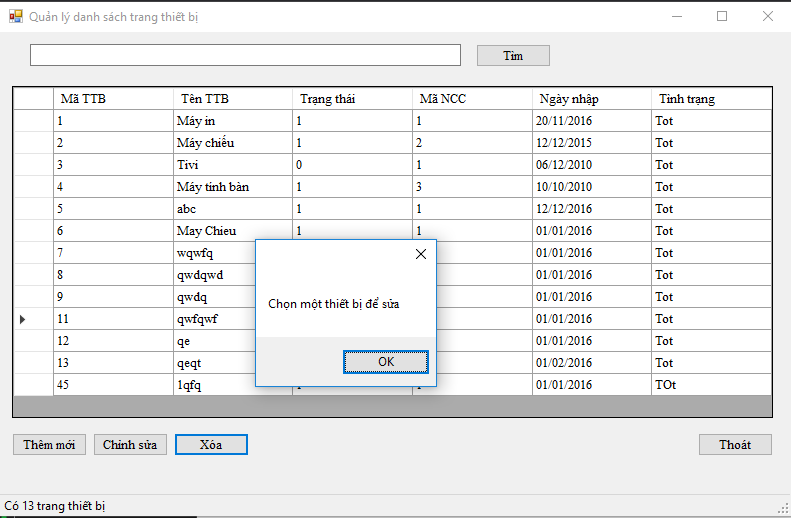 Quản lý danh sách trang thiết bị
Tìm
Mã TTB Tên TTB Trạng thái Mã NCC Ngày nhập Tình trạng
1 Máy in 1 1 20/11/2016 Tot
2 Máy chiếu 1 2 12/12/2015 Tot
3 Tivi 0 1 06/12/2010 Tot
4 Máy tính bàn 1 3 10/10/2010 Tot
5 abc 1 1 12/12/2016 Tot
6 May Chieu 1 1 01/01/2016 Tot
7 wqwfq 01/01/2016 Tot
8 qwdqwd 01/01/2016 Tot
9 qwdq 01/01/2016 Tot
11 qwfqwf 01/01/2016 Tot
12 qe 01/01/2016 Tot
13 qeqt 01/02/2016 Tot
45 1qfq 01/01/2016 TOt
Chọn một thiết bị để sửa
OK
Thêm mới Chỉnh sửa Xóa Thoát
Có 13 trang thiết bị